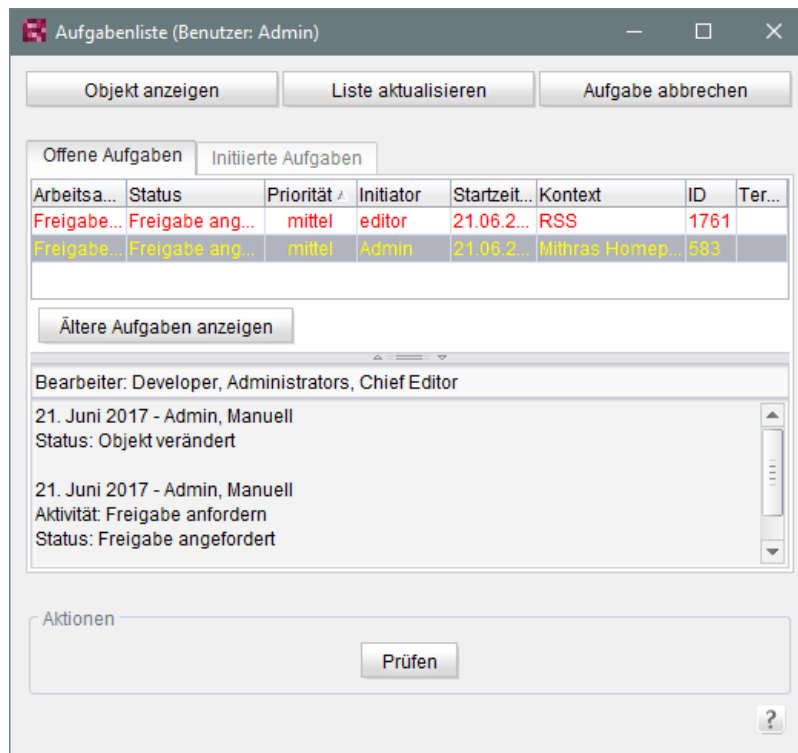 Aufgabenliste (Benutzer: Admin)
Objekt anzeigen Liste aktualisieren Aufgabe abbrechen
Offene Aufgaben Initiierte Aufgaben
Arbeitsa... Status Priorität Initiator Startzeit... Kontext ID Ter...
Freigabe... Freigabe ang... mittel editor 21.06.2... RSS 1761
Freigabe... Freigabe ang... mittel Admin 21.06.2... Mithras Homep... 583
Ältere Aufgaben anzeigen
Bearbeiter: Developer, Administrators, Chief Editor
21. Juni 2017 - Admin, Manuell
Status: Objekt verändert
21. Juni 2017 - Admin, Manuell
Aktivität: Freigabe anfordern
Status: Freigabe angefordert
Aktionen
Prüfen
?